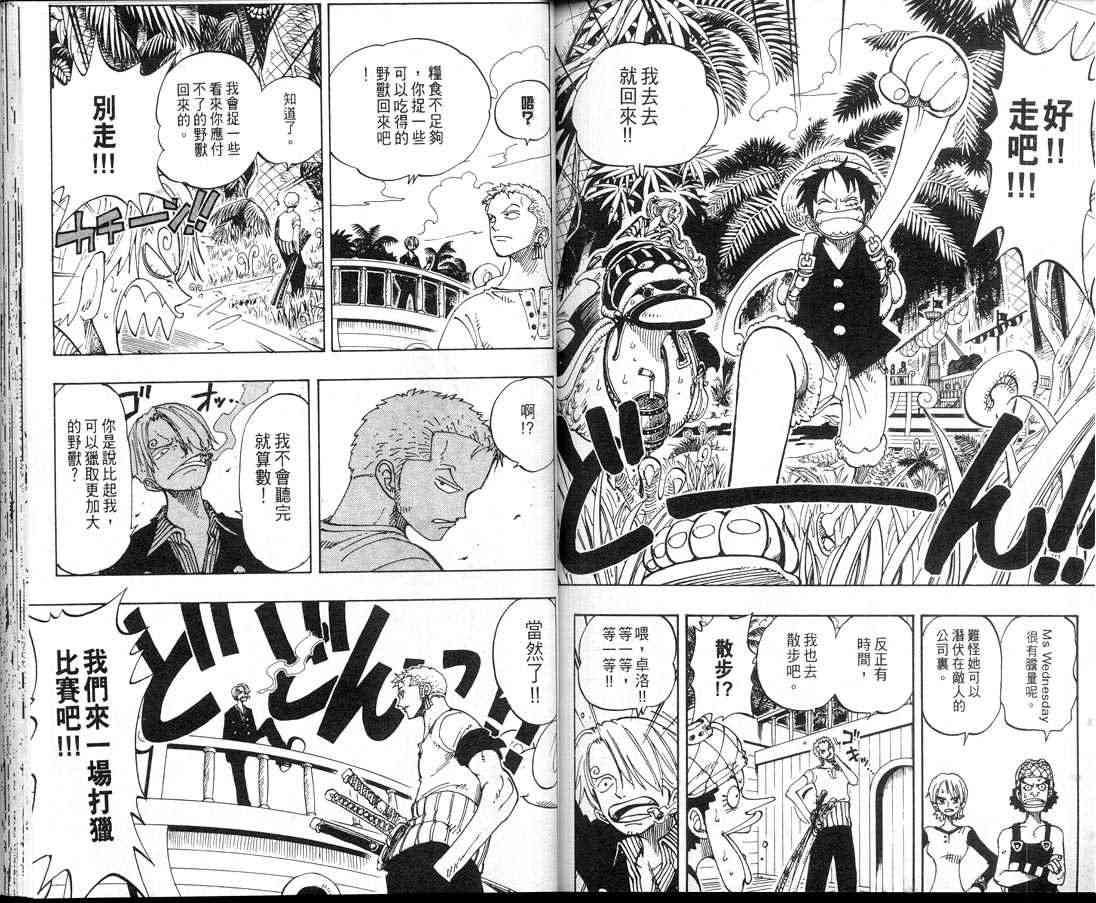 好!!
走吧!!!
我去去
就回來!!
どーん!!
Ms Wednesday
很有膽量呢。
難怪她可以
潛伏在敵人的
公司裏。
反正有
時間，
我也去
散步吧。
散步!?
喂，卓洛!!
等一等，
等一等!!
唔?
糧食不足夠
，你捉一些
可以吃得的
野獸回來吧
知道了。
我會捉一些
看來你應付
不了的野獸
回來的。
別走!!!
カチーン!!
啊!?
我不會聽完
就算數!
オッ…
ゴ
你是說比起我，
可以獵取更加大
的野獸?
當然了!!
どどん!!
我們來一場打獵
比賽吧!!!